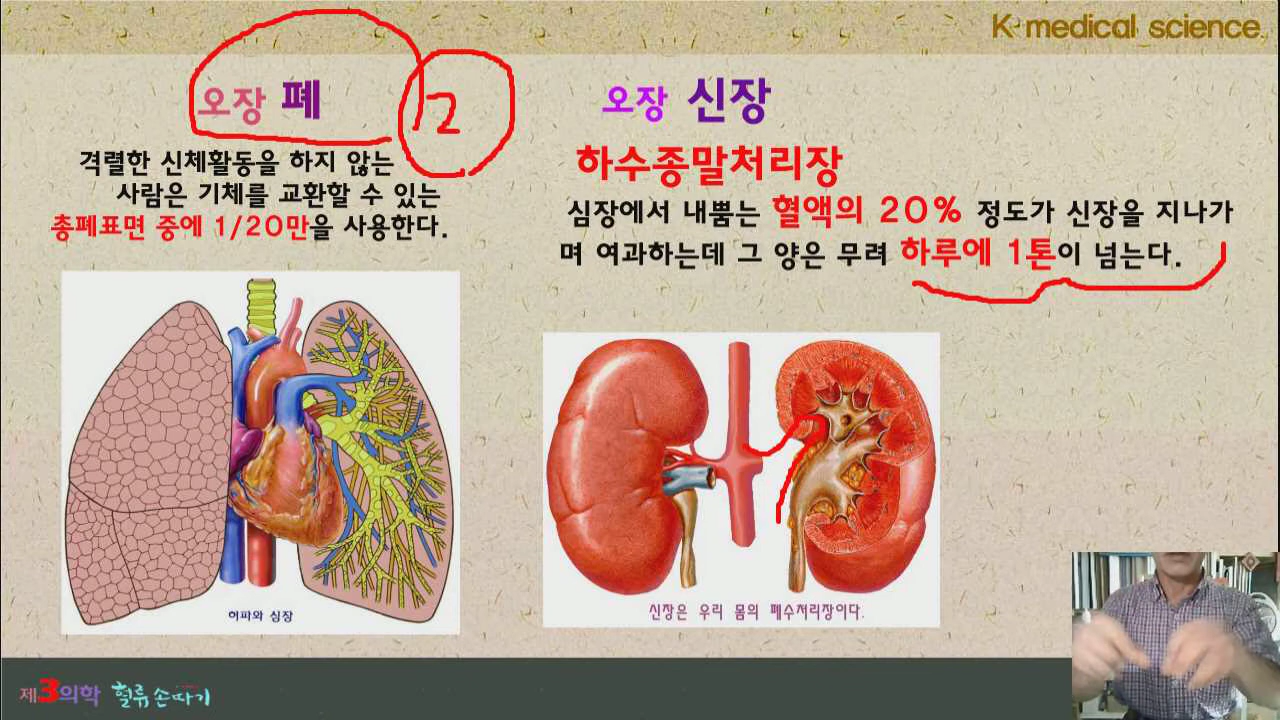 K medical science
오장 폐
2
격렬한 신체활동을 하지 않는
사람은 기체를 교환할 수 있는
총폐표면 중에 1/20만을 사용한다.
허파와 심장
오장 신장
하수종말처리장
심장에서 내뿜는 혈액의 20% 정도가 신장을 지나가
며 여과하는데 그 양은 무려 하루에 1톤이 넘는다.
신장은 우리 몸의 폐수처리장이다.
제3의학 혈류손따기